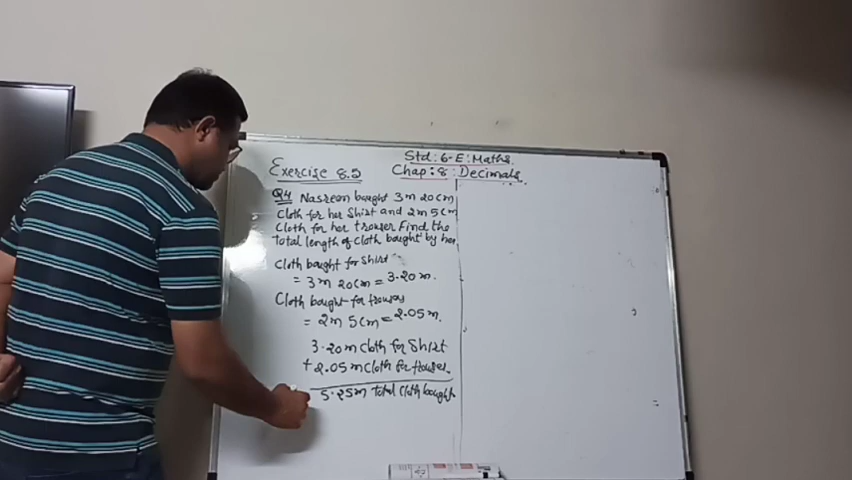 Std: 6-E: Maths.
Exercise 8.5 Chap: 8: Decimals
Q4 Nasreen bought 3m 20cm
Cloth for her Shirt and 2m 5cm
Cloth for her trouser Find the
total length of cloth bought by her
Cloth bought for shirt
= 3m 20cm = 3.20 m.
Cloth bought for trouser
= 2m 5cm = 2.05m.
3.20m Cloth for Shirt
+ 2.05 m Cloth for trouser.
5.25m Total Cloth bought.